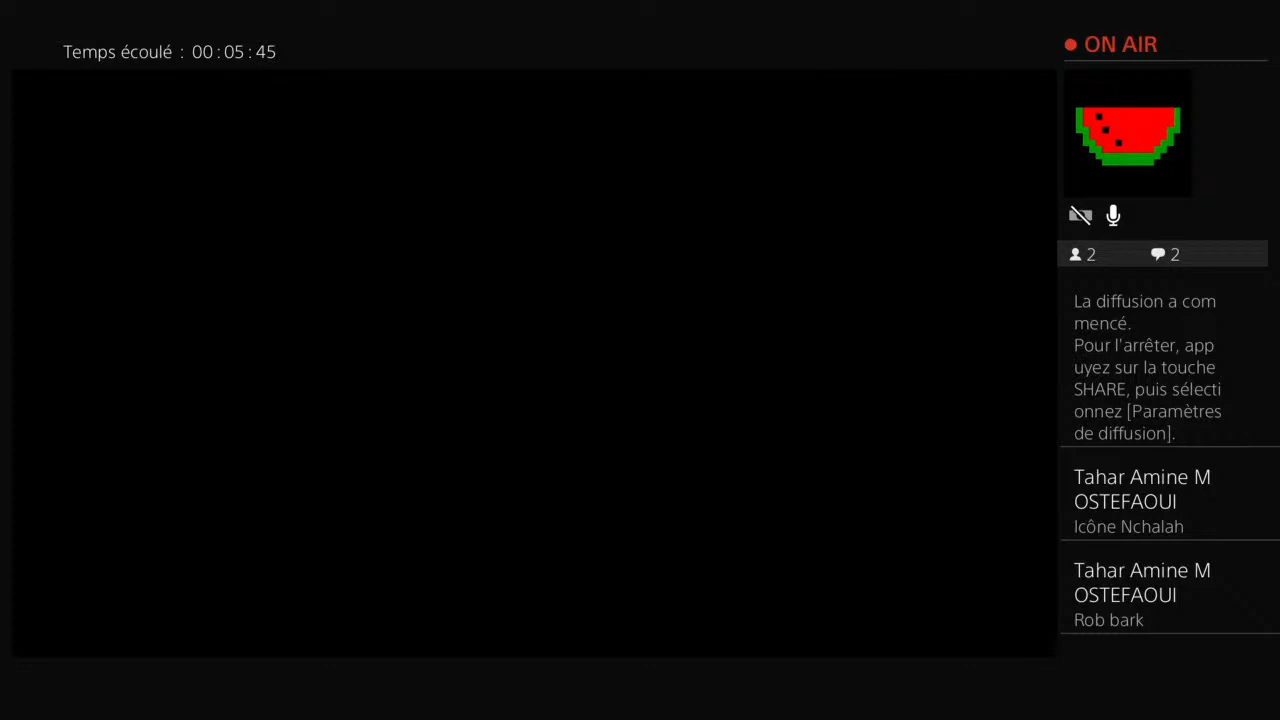 Temps écoulé : 00:05:45
ON AIR
2 2
La diffusion a com
mencé.
Pour l'arrêter, app
uyez sur la touche
SHARE, puis sélecti
onnez [Paramètres
de diffusion].
Tahar Amine M
OSTEFAOUI
Icône Nchalah
Tahar Amine M
OSTEFAOUI
Rob bark